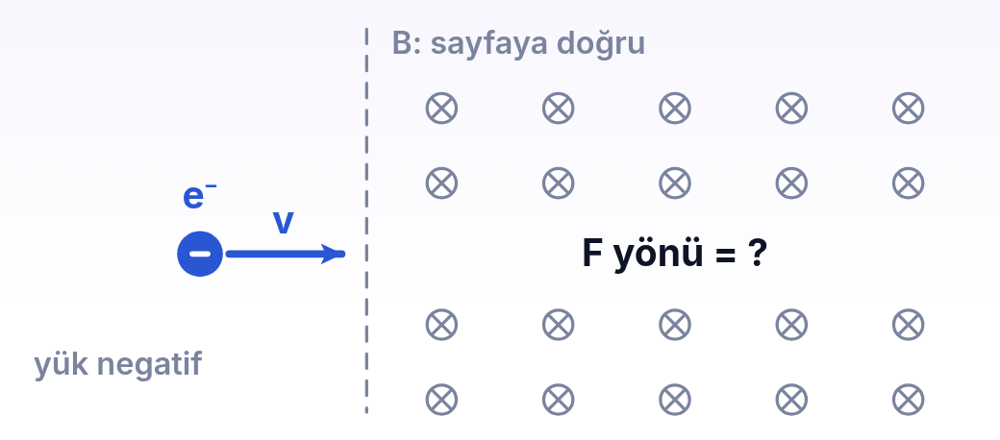 B: sayfaya doğru
e⁻
v
F yönü = ?
yük negatif